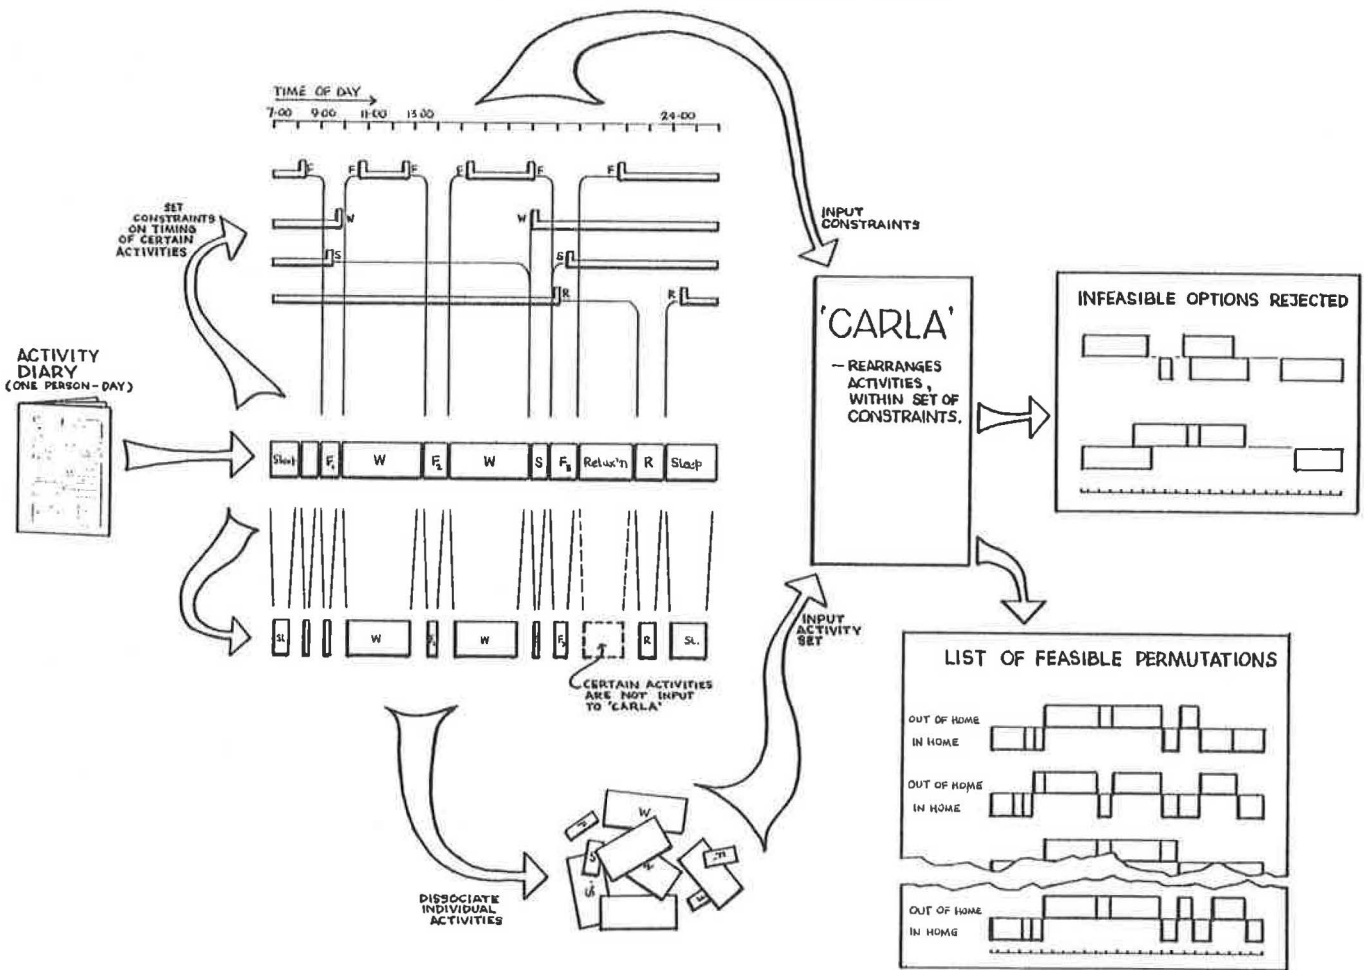 TIME OF DAY
7·00 9·00 11·00 13·00 24·00
F F F F F F
W W
S S
R R
SET
CONSTRAINTS
ON TIMING
OF CERTAIN
ACTIVITIES
INPUT
CONSTRAINTS
'CARLA'
– REARRANGES
ACTIVITIES,
WITHIN SET OF
CONSTRAINTS.
INFEASIBLE OPTIONS REJECTED
ACTIVITY
DIARY
(ONE PERSON-DAY)
Sleep F₁ W F₂ W S F₃ Relax'n R Sleep
SL W F₂ W F₃ R SL.
CERTAIN ACTIVITIES
ARE NOT INPUT
TO 'CARLA'
INPUT
ACTIVITY
SET
DISSOCIATE
INDIVIDUAL
ACTIVITIES
W
S
LIST OF FEASIBLE PERMUTATIONS
OUT OF HOME
IN HOME
OUT OF HOME
IN HOME
OUT OF HOME
IN HOMG